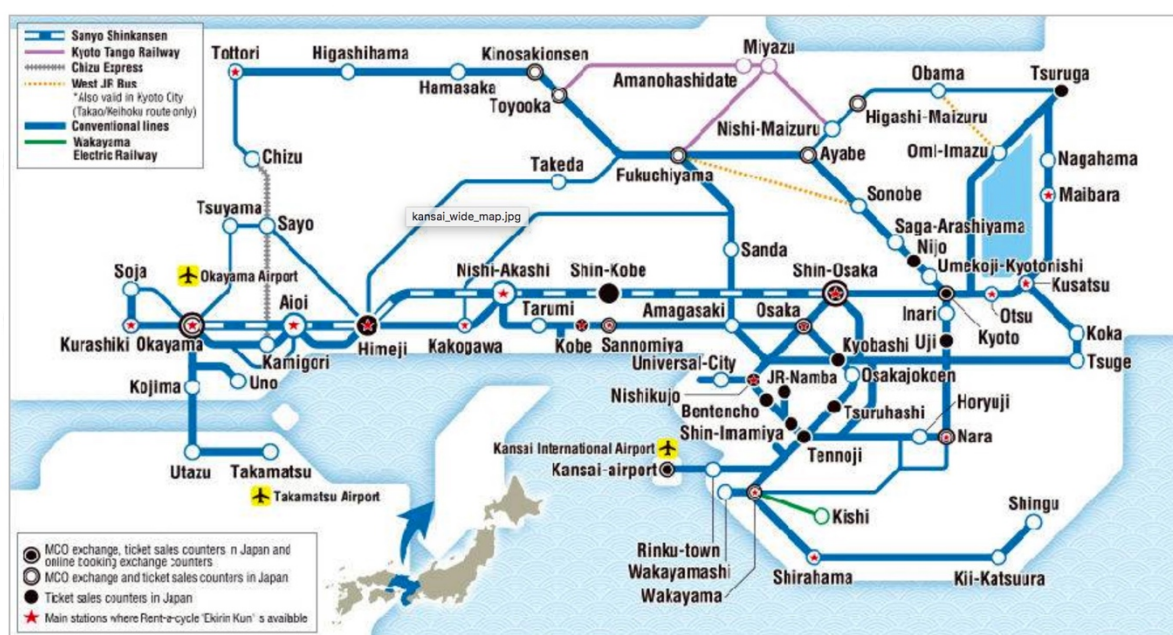 Sanyo Shinkansen
Kyoto Tango Railway
Chizu Express
West JR Bus
*Also valid in Kyoto City
(Takao/Keihoku route only)
Conventional lines
Wakayama
Electric Railway
Tottori
Higashihama
Hamasaka
Kinosakionsen
Toyooka
Amanohashidate
Miyazu
Obama
Tsuruga
Nishi-Maizuru
Higashi-Maizuru
Omi-Imazu
Nagahama
Chizu
Takeda
Fukuchiyama
Ayabe
Maibara
Tsuyama
Sayo
kansai_wide_map.jpg
Sonobe
Saga-Arashiyama
Nijo
Umekoji-Kyotonishi
Sanda
Soja
Okayama Airport
Aioi
Nishi-Akashi
Shin-Kobe
Shin-Osaka
Kusatsu
Kurashiki
Okayama
Kamigori
Himeji
Kakogawa
Tarumi
Kobe
Sannomiya
Amagasaki
Osaka
Inari
Kyoto
Otsu
Uji
Koka
Tsuge
Kojima
Uno
Universal-City
Kyobashi
JR-Namba
Osakajokoen
Nishikujo
Bentencho
Tsuruhashi
Horyuji
Shin-Imamiya
Tennoji
Nara
Utazu
Takamatsu
Takamatsu Airport
Kansai International Airport
Kansai-airport
Rinku-town
Wakayamashi
Wakayama
Kishi
Shirahama
Kii-Katsuura
Shingu
MCO exchange, ticket sales counters in Japan and
online booking exchange counters
MCO exchange and ticket sales counters in Japan
Ticket sales counters in Japan
Main stations where Rent-a-cycle "Ekirin Kun" is available